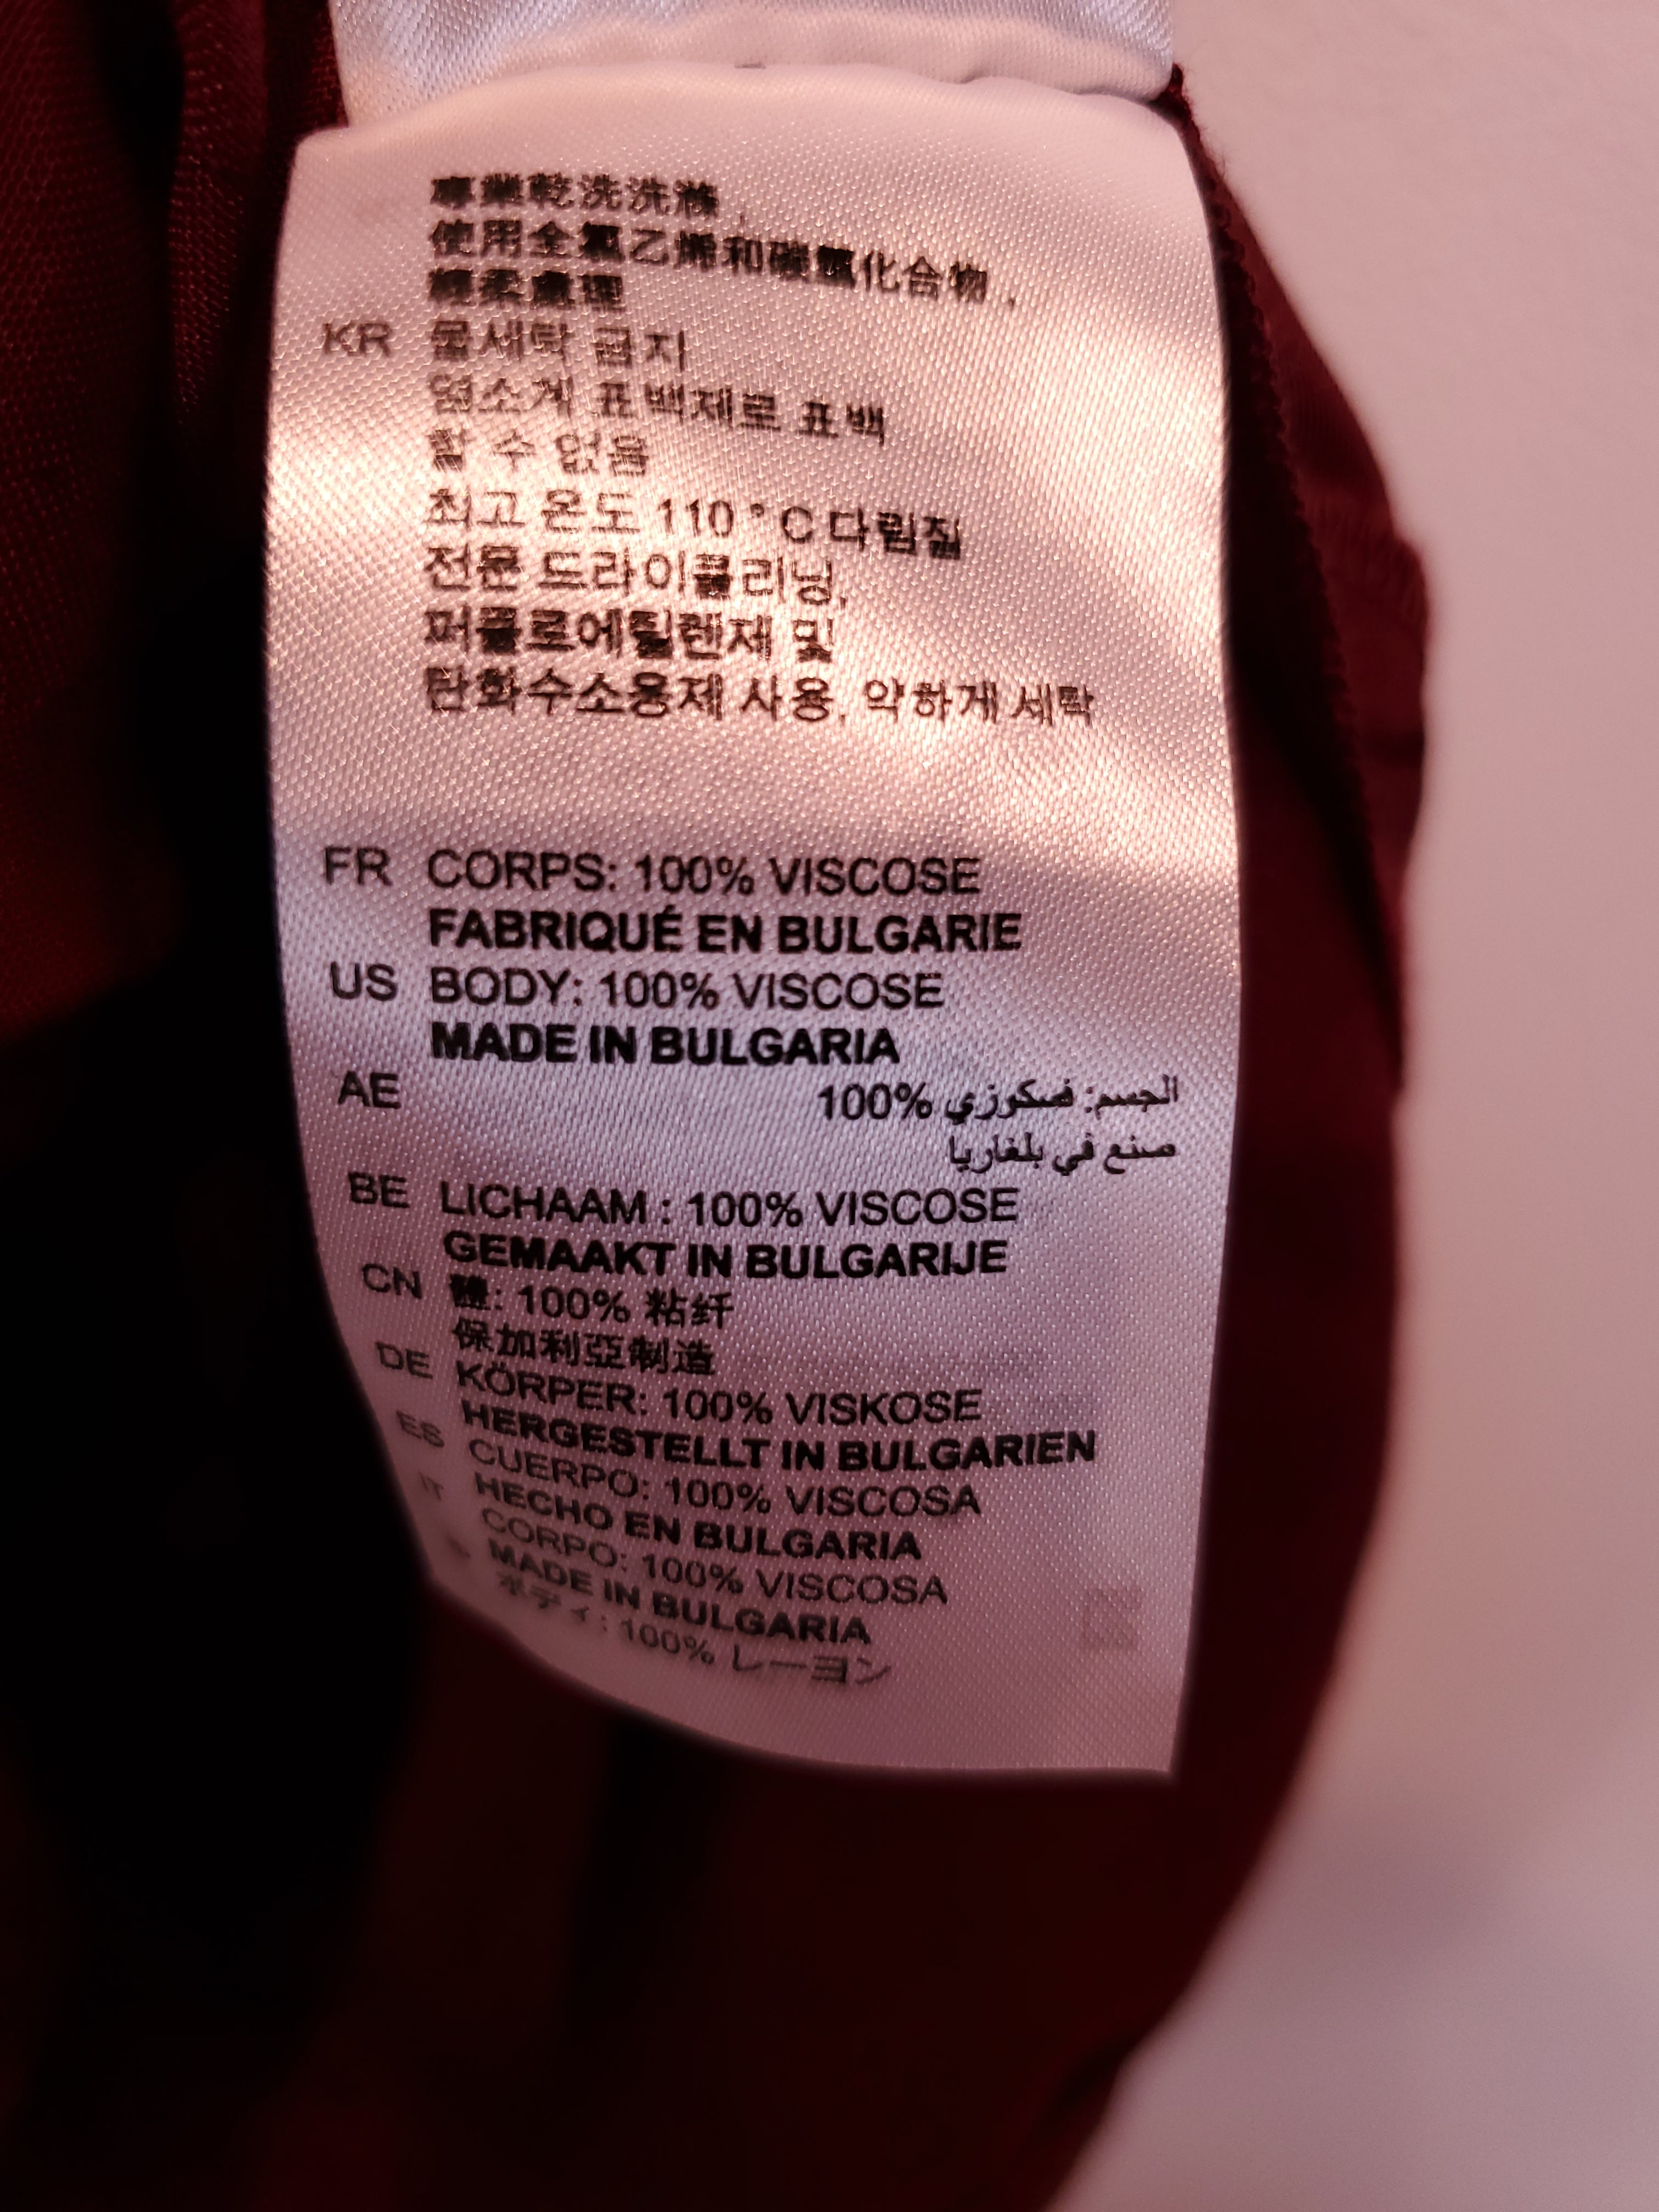 專業乾洗洗滌,
使用全氯乙烯和碳氫化合物,
輕柔處理
KR 물세탁 금지
염소계 표백제로 표백
할 수 없음
최고 온도 110°C 다림질
전문 드라이클리닝,
퍼클로로에틸렌제 및
탄화수소용제 사용, 약하게 세탁
FR CORPS: 100% VISCOSE
FABRIQUÉ EN BULGARIE
US BODY: 100% VISCOSE
MADE IN BULGARIA
AE الجسم: فسكوزي %100
صنع في بلغاريا
BE LICHAAM : 100% VISCOSE
GEMAAKT IN BULGARIJE
CN 體: 100% 粘纤
保加利亞制造
DE KÖRPER: 100% VISKOSE
HERGESTELLT IN BULGARIEN
ES CUERPO: 100% VISCOSA
HECHO EN BULGARIA
IT CORPO: 100% VISCOSA
MADE IN BULGARIA
ボディ: 100% レーヨン